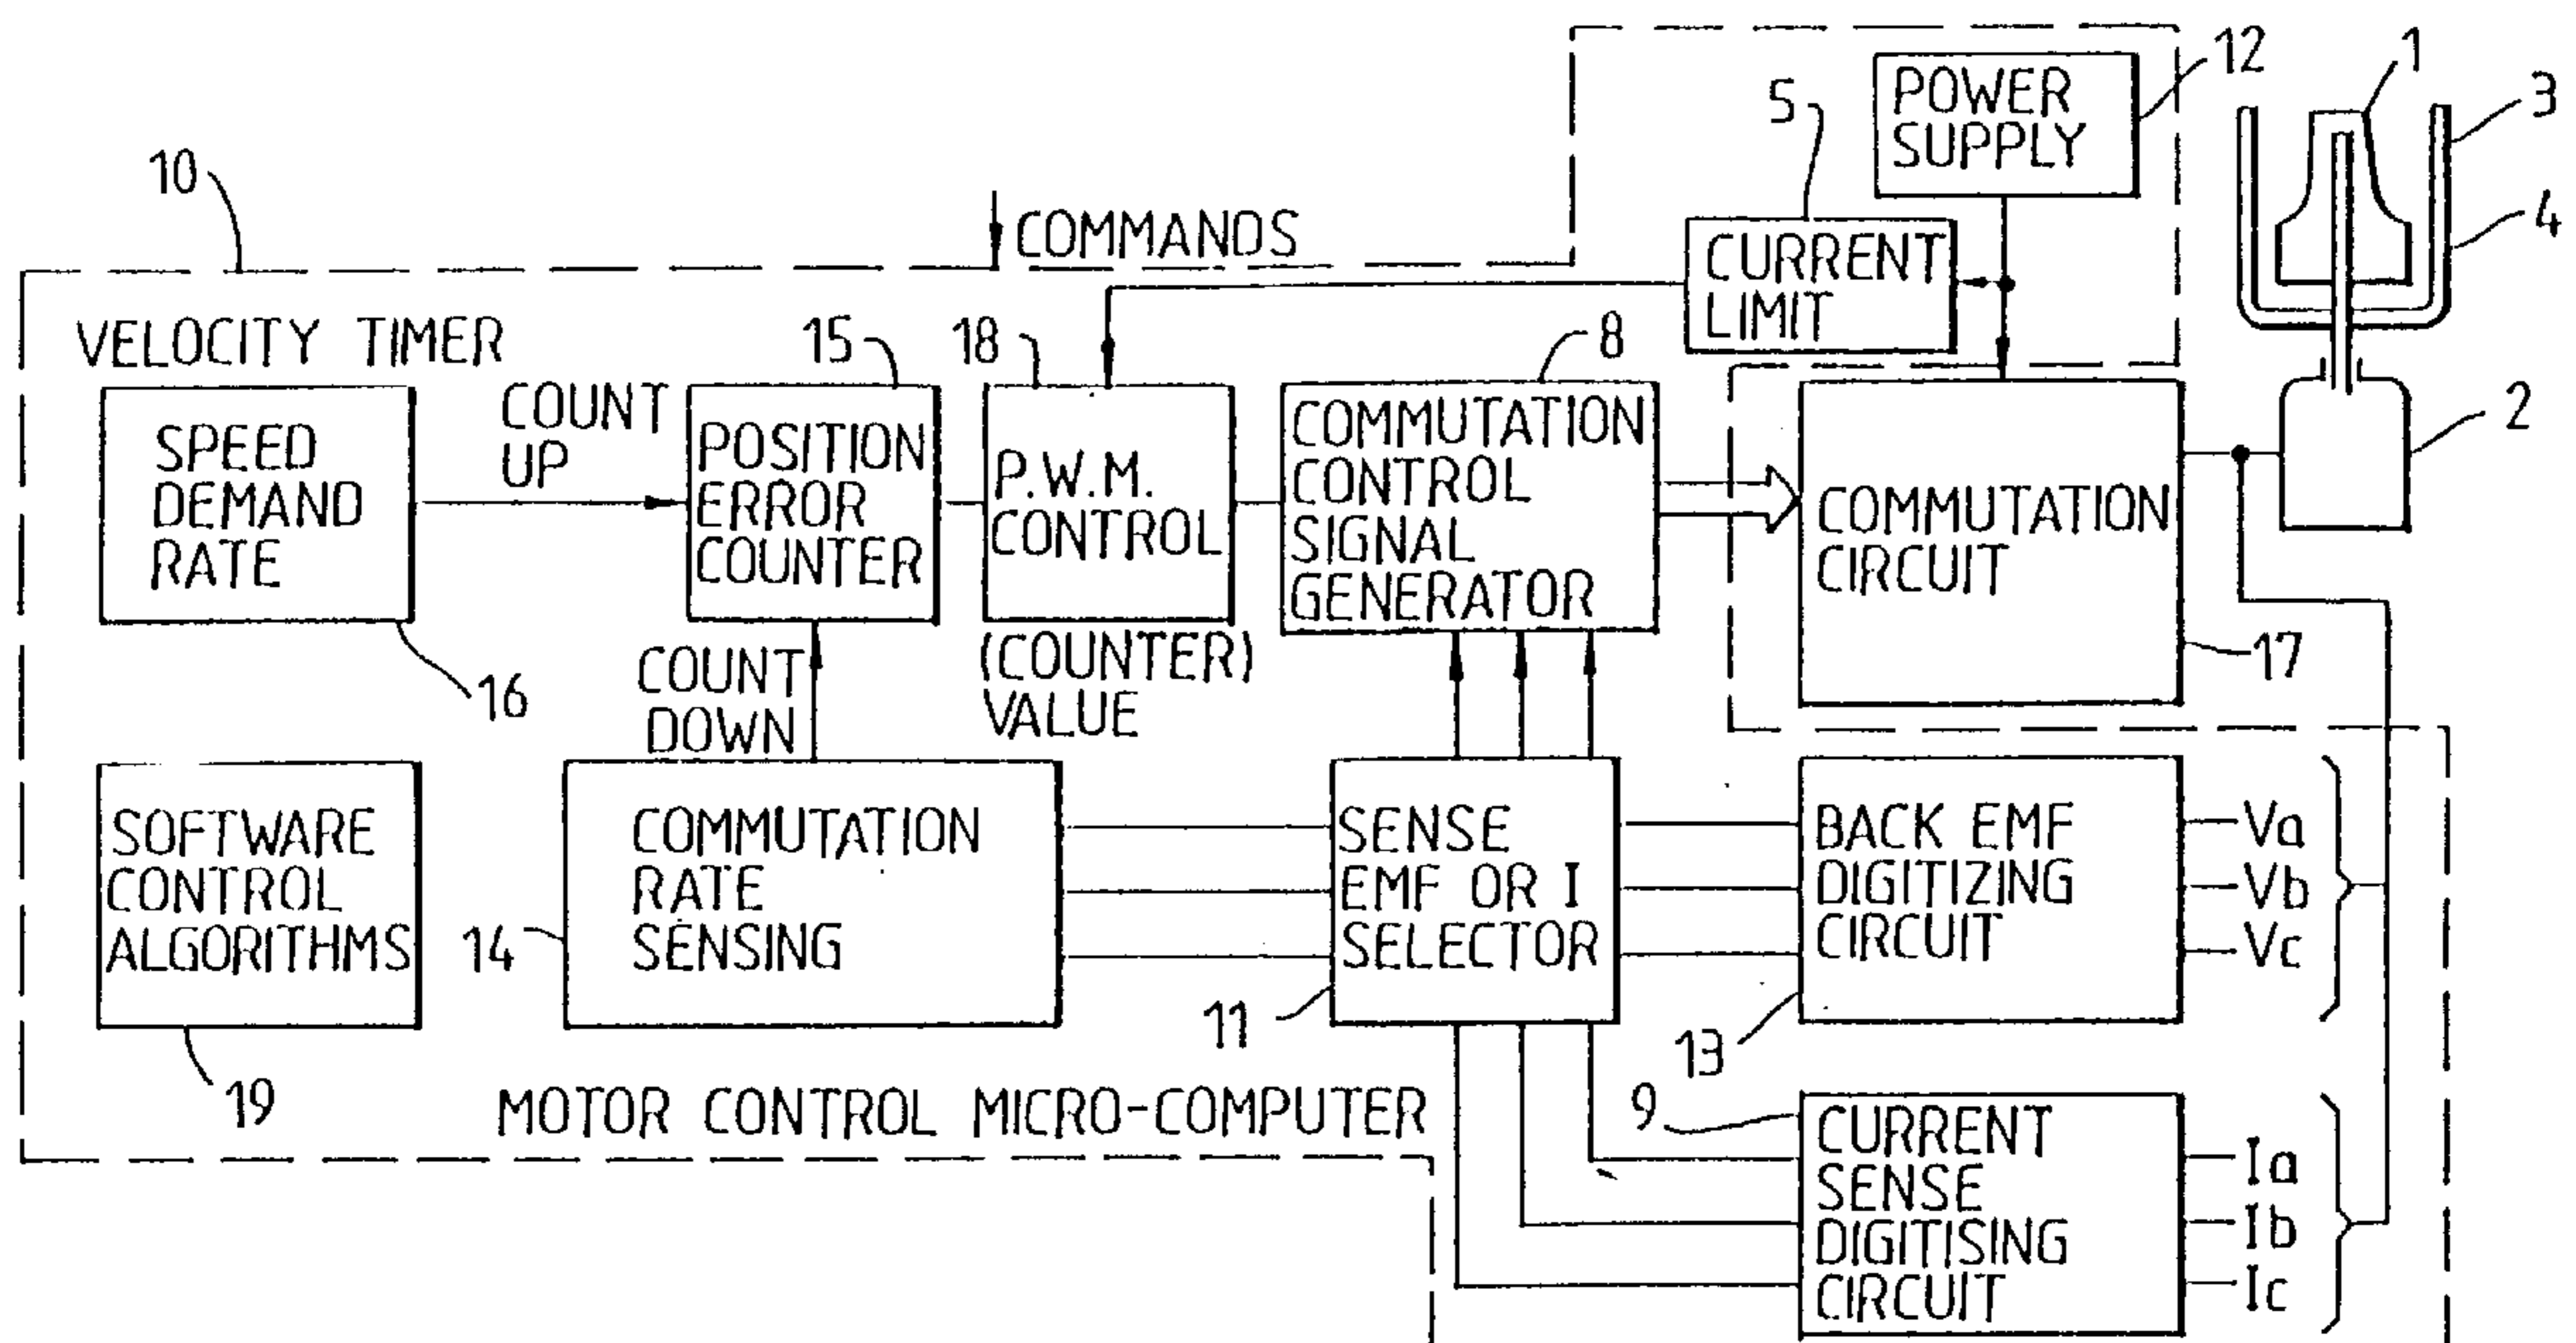 POWER
SUPPLY
12
1
3
4
5
CURRENT
LIMIT
10
COMMANDS
VELOCITY TIMER
15
18
8
SPEED
DEMAND
RATE
COUNT
UP
POSITION
ERROR
COUNTER
P.W.M.
CONTROL
COMMUTATION
CONTROL
SIGNAL
GENERATOR
COMMUTATION
CIRCUIT
2
17
16
COUNT
DOWN
(COUNTER)
VALUE
SOFTWARE
CONTROL
ALGORITHMS
19
14
COMMUTATION
RATE
SENSING
SENSE
EMF OR I
SELECTOR
11
BACK EMF
DIGITIZING
CIRCUIT
13
Va
Vb
Vc
MOTOR CONTROL MICRO-COMPUTER
9
CURRENT
SENSE
DIGITISING
CIRCUIT
Ia
Ib
Ic